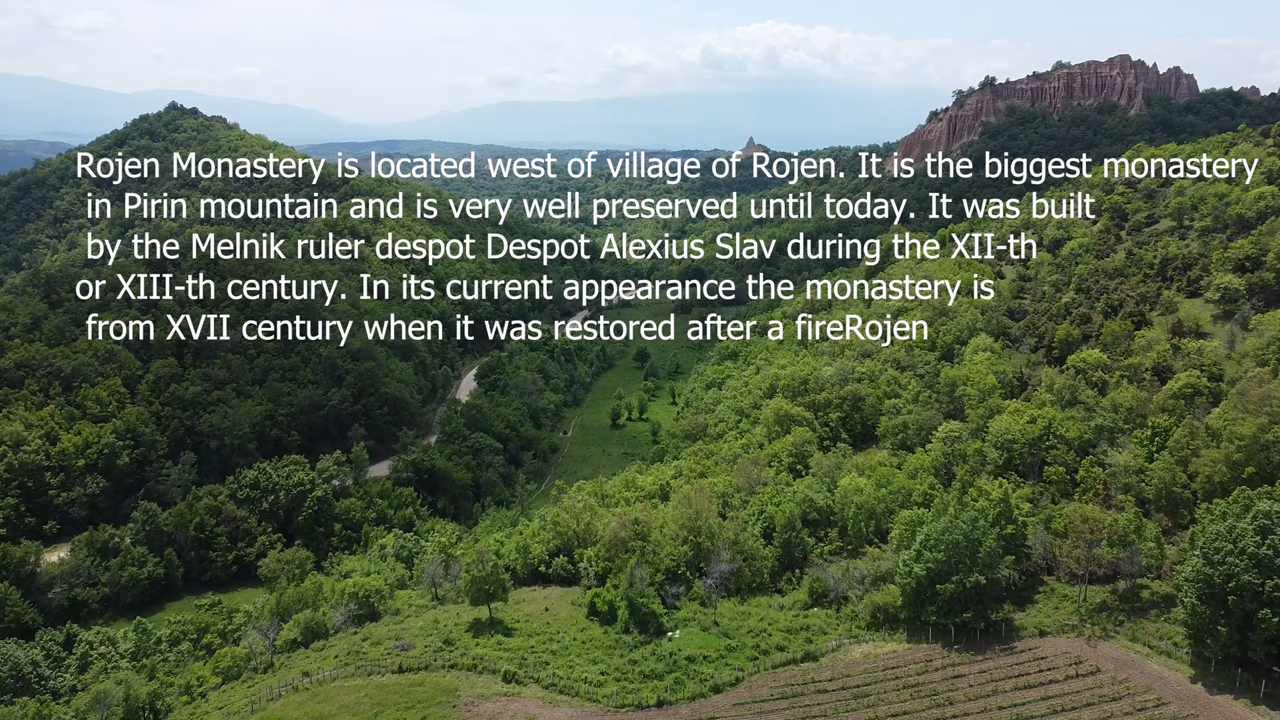 Rojen Monastery is located west of village of Rojen. It is the biggest monastery
in Pirin mountain and is very well preserved until today. It was built
by the Melnik ruler despot Despot Alexius Slav during the XII-th
or XIII-th century. In its current appearance the monastery is
from XVII century when it was restored after a fireRojen